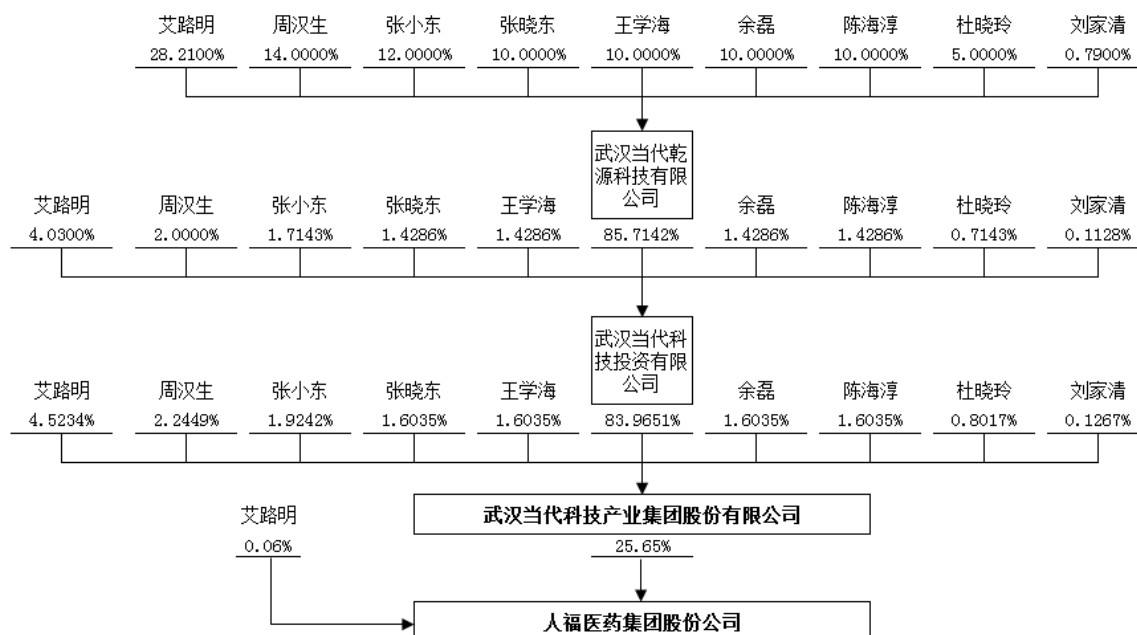 艾路明 周汉生 张小东 张晓东 王学海 余磊 陈海淳 杜晓玲 刘家清
28.2100% 14.0000% 12.0000% 10.0000% 10.0000% 10.0000% 10.0000% 5.0000% 0.7900%
武汉当代乾
源科技有限
公司
艾路明 周汉生 张小东 张晓东 王学海 余磊 陈海淳 杜晓玲 刘家清
4.0300% 2.0000% 1.7143% 1.4286% 1.4286% 85.7142% 1.4286% 1.4286% 0.7143% 0.1128%
武汉当代科
技投资有限
公司
艾路明 周汉生 张小东 张晓东 王学海 余磊 陈海淳 杜晓玲 刘家清
4.5234% 2.2449% 1.9242% 1.6035% 1.6035% 83.9651% 1.6035% 1.6035% 0.8017% 0.1267%
武汉当代科技产业集团股份有限公司
艾路明
0.06% 25.65%
人福医药集团股份公司